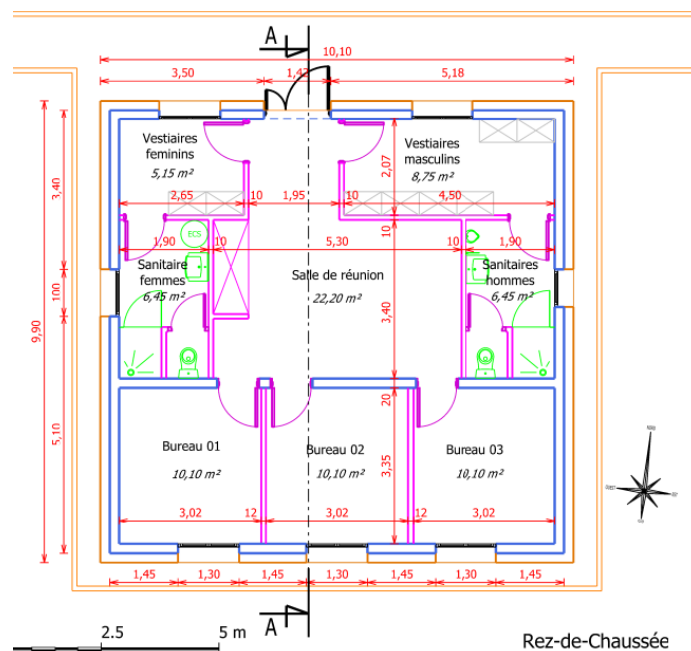 A
10,10
3,50
1,42
5,18
Vestiaires
feminins
5,15 m²
Vestiaires
masculins
8,75 m²
2,07
3,40
2,65
10
1,95
10
4,50
1,90
10
5,30
10
1,90
ECS
Sanitaire
femmes
6,45 m²
Salle de réunion
22,20 m²
Sanitaires
hommes
6,45 m²
100
9,90
3,40
20
5,10
Bureau 01
10,10 m²
Bureau 02
10,10 m²
Bureau 03
10,10 m²
3,35
3,02
12
3,02
12
3,02
1,45
1,30
1,45
1,30
1,45
1,30
1,45
A
2.5
5 m
Rez-de-Chaussée